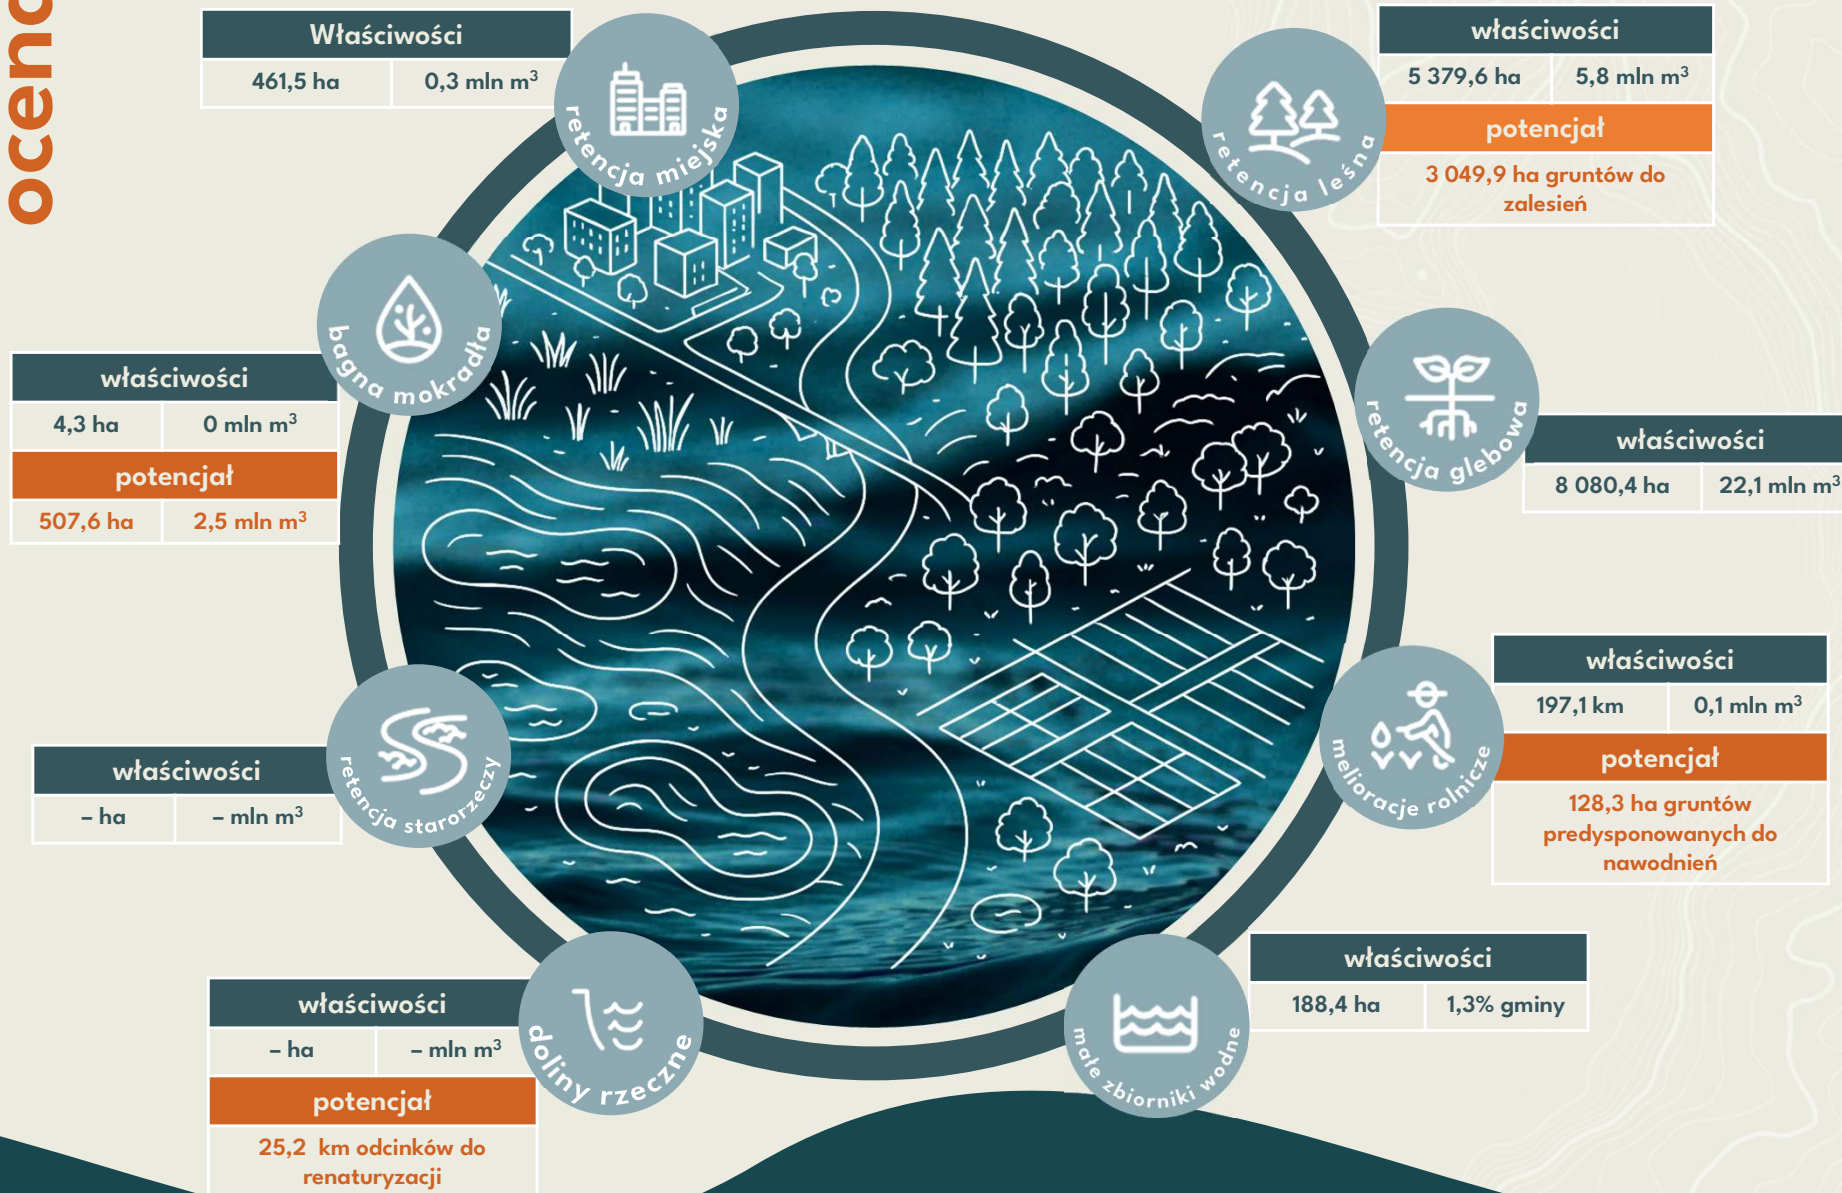 ocena
Właściwości
461,5 ha 0,3 mln m³
retencja miejska
właściwości
5 379,6 ha 5,8 mln m³
potencjał
3 049,9 ha gruntów do
zalesień
retencja leśna
bagna mokradła
właściwości
4,3 ha 0 mln m³
potencjał
507,6 ha 2,5 mln m³
retencja glebowa
właściwości
8 080,4 ha 22,1 mln m³
właściwości
– ha – mln m³
retencja starorzeczy
melioracje rolnicze
właściwości
197,1 km 0,1 mln m³
potencjał
128,3 ha gruntów
predysponowanych do
nawodnień
właściwości
– ha – mln m³
potencjał
25,2 km odcinków do
renaturyzacji
doliny rzeczne
małe zbiorniki wodne
właściwości
188,4 ha 1,3% gminy